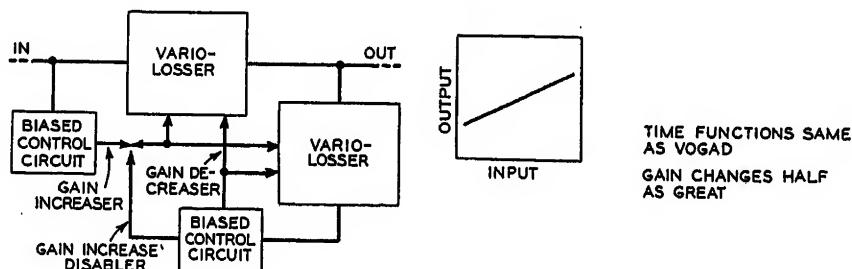 IN
VARIO-
LOSSER
OUT
BIASED
CONTROL
CIRCUIT
GAIN
INCREASER
GAIN DE-
CREASER
VARIO-
LOSSER
BIASED
CONTROL
CIRCUIT
GAIN INCREASE
DISABLER
OUTPUT
INPUT
TIME FUNCTIONS SAME
AS VOGAD
GAIN CHANGES HALF
AS GREAT